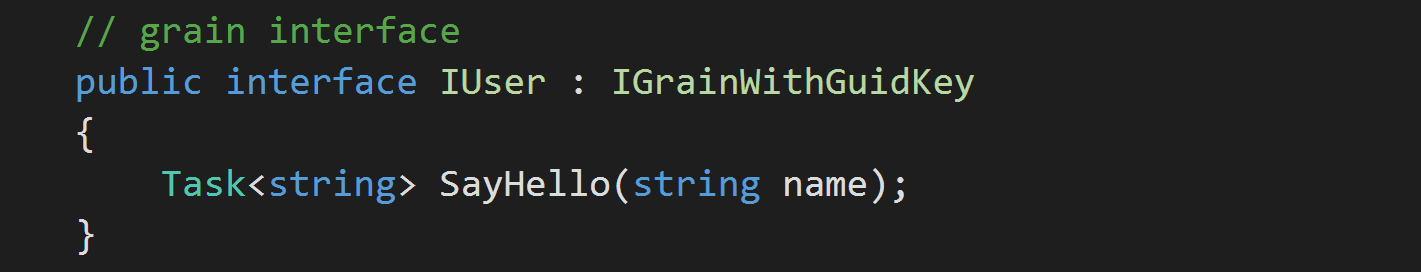 // grain interface
public interface IUser : IGrainWithGuidKey
{
    Task<string> SayHello(string name);
}